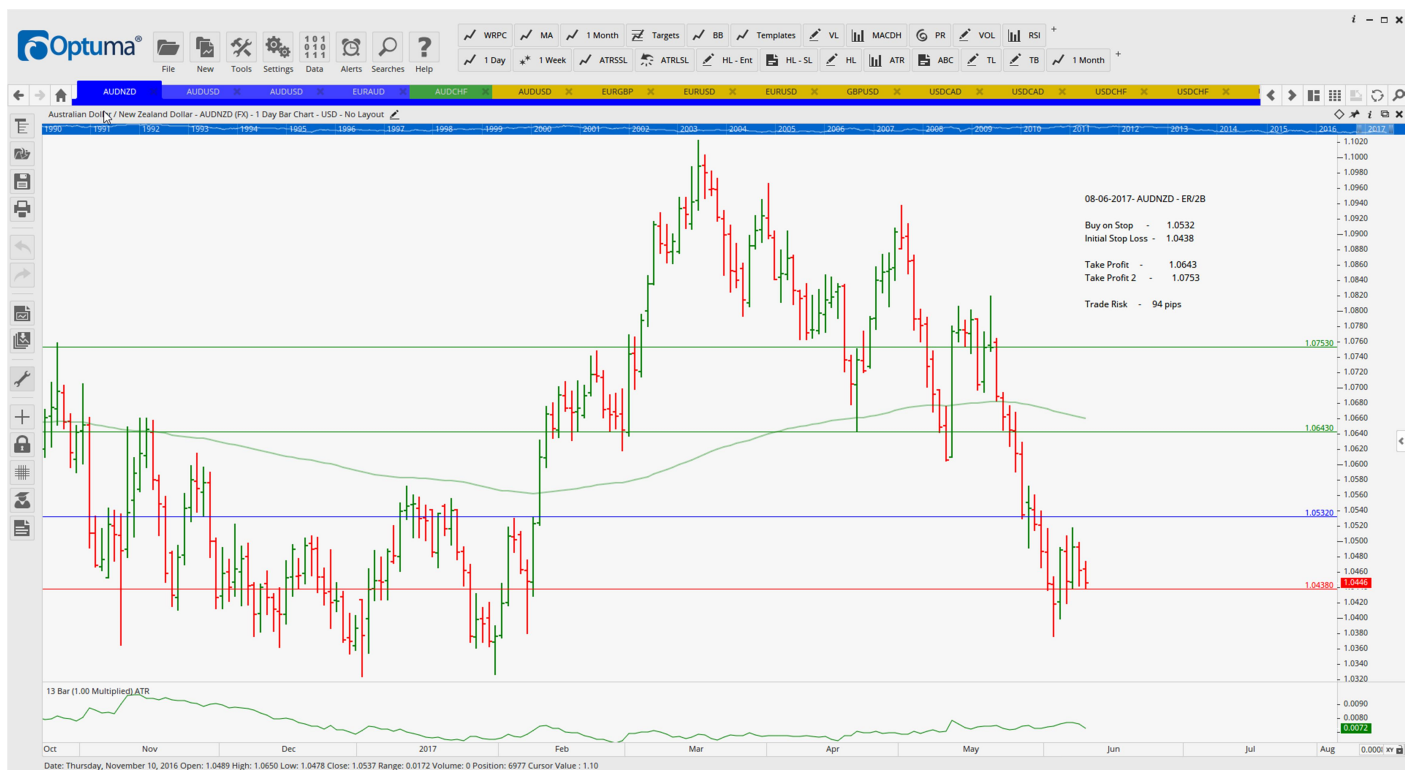 Optuma®
File
New
Tools
Settings
101
010
111
Data
Alerts
Searches
Help
WRPC MA 1 Month Targets BB Templates VL MACDH PR VOL RSI +
1 Day 1 Week ATRSSL ATRLSL HL - Ent HL - SL HL ATR ABC TL TB 1 Month +
AUDNZD AUDUSD AUDUSD EURAUD AUDCHF AUDUSD EURGBP EURUSD EURUSD GBPUSD USDCAD USDCAD USDCHF USDCHF
Australian Dollar / New Zealand Dollar - AUDNZD (FX) - 1 Day Bar Chart - USD - No Layout
1990 1991 1992 1993 1994 1995 1996 1997 1998 1999 2000 2001 2002 2003 2004 2005 2006 2007 2008 2009 2010 2011 2012 2013 2014 2015 2016 2017
08-06-2017- AUDNZD - ER/2B
Buy on Stop - 1.0532
Initial Stop Loss - 1.0438
Take Profit - 1.0643
Take Profit 2 - 1.0753
Trade Risk - 94 pips
1.07530
1.06430
1.05320
1.04380
1.1020
1.1000
1.0980
1.0960
1.0940
1.0920
1.0900
1.0880
1.0860
1.0840
1.0820
1.0800
1.0780
1.0760
1.0740
1.0720
1.0700
1.0680
1.0660
1.0640
1.0620
1.0600
1.0580
1.0560
1.0540
1.0520
1.0500
1.0480
1.0460
1.0446
1.0420
1.0400
1.0380
1.0360
1.0340
1.0320
13 Bar (1.00 Multiplied) ATR
0.0090
0.0080
0.0072
Oct Nov Dec 2017 Feb Mar Apr May Jun Jul Aug XY
Date: Thursday, November 10, 2016 Open: 1.0489 High: 1.0650 Low: 1.0478 Close: 1.0537 Range: 0.0172 Volume: 0 Position: 6977 Cursor Value : 1.10